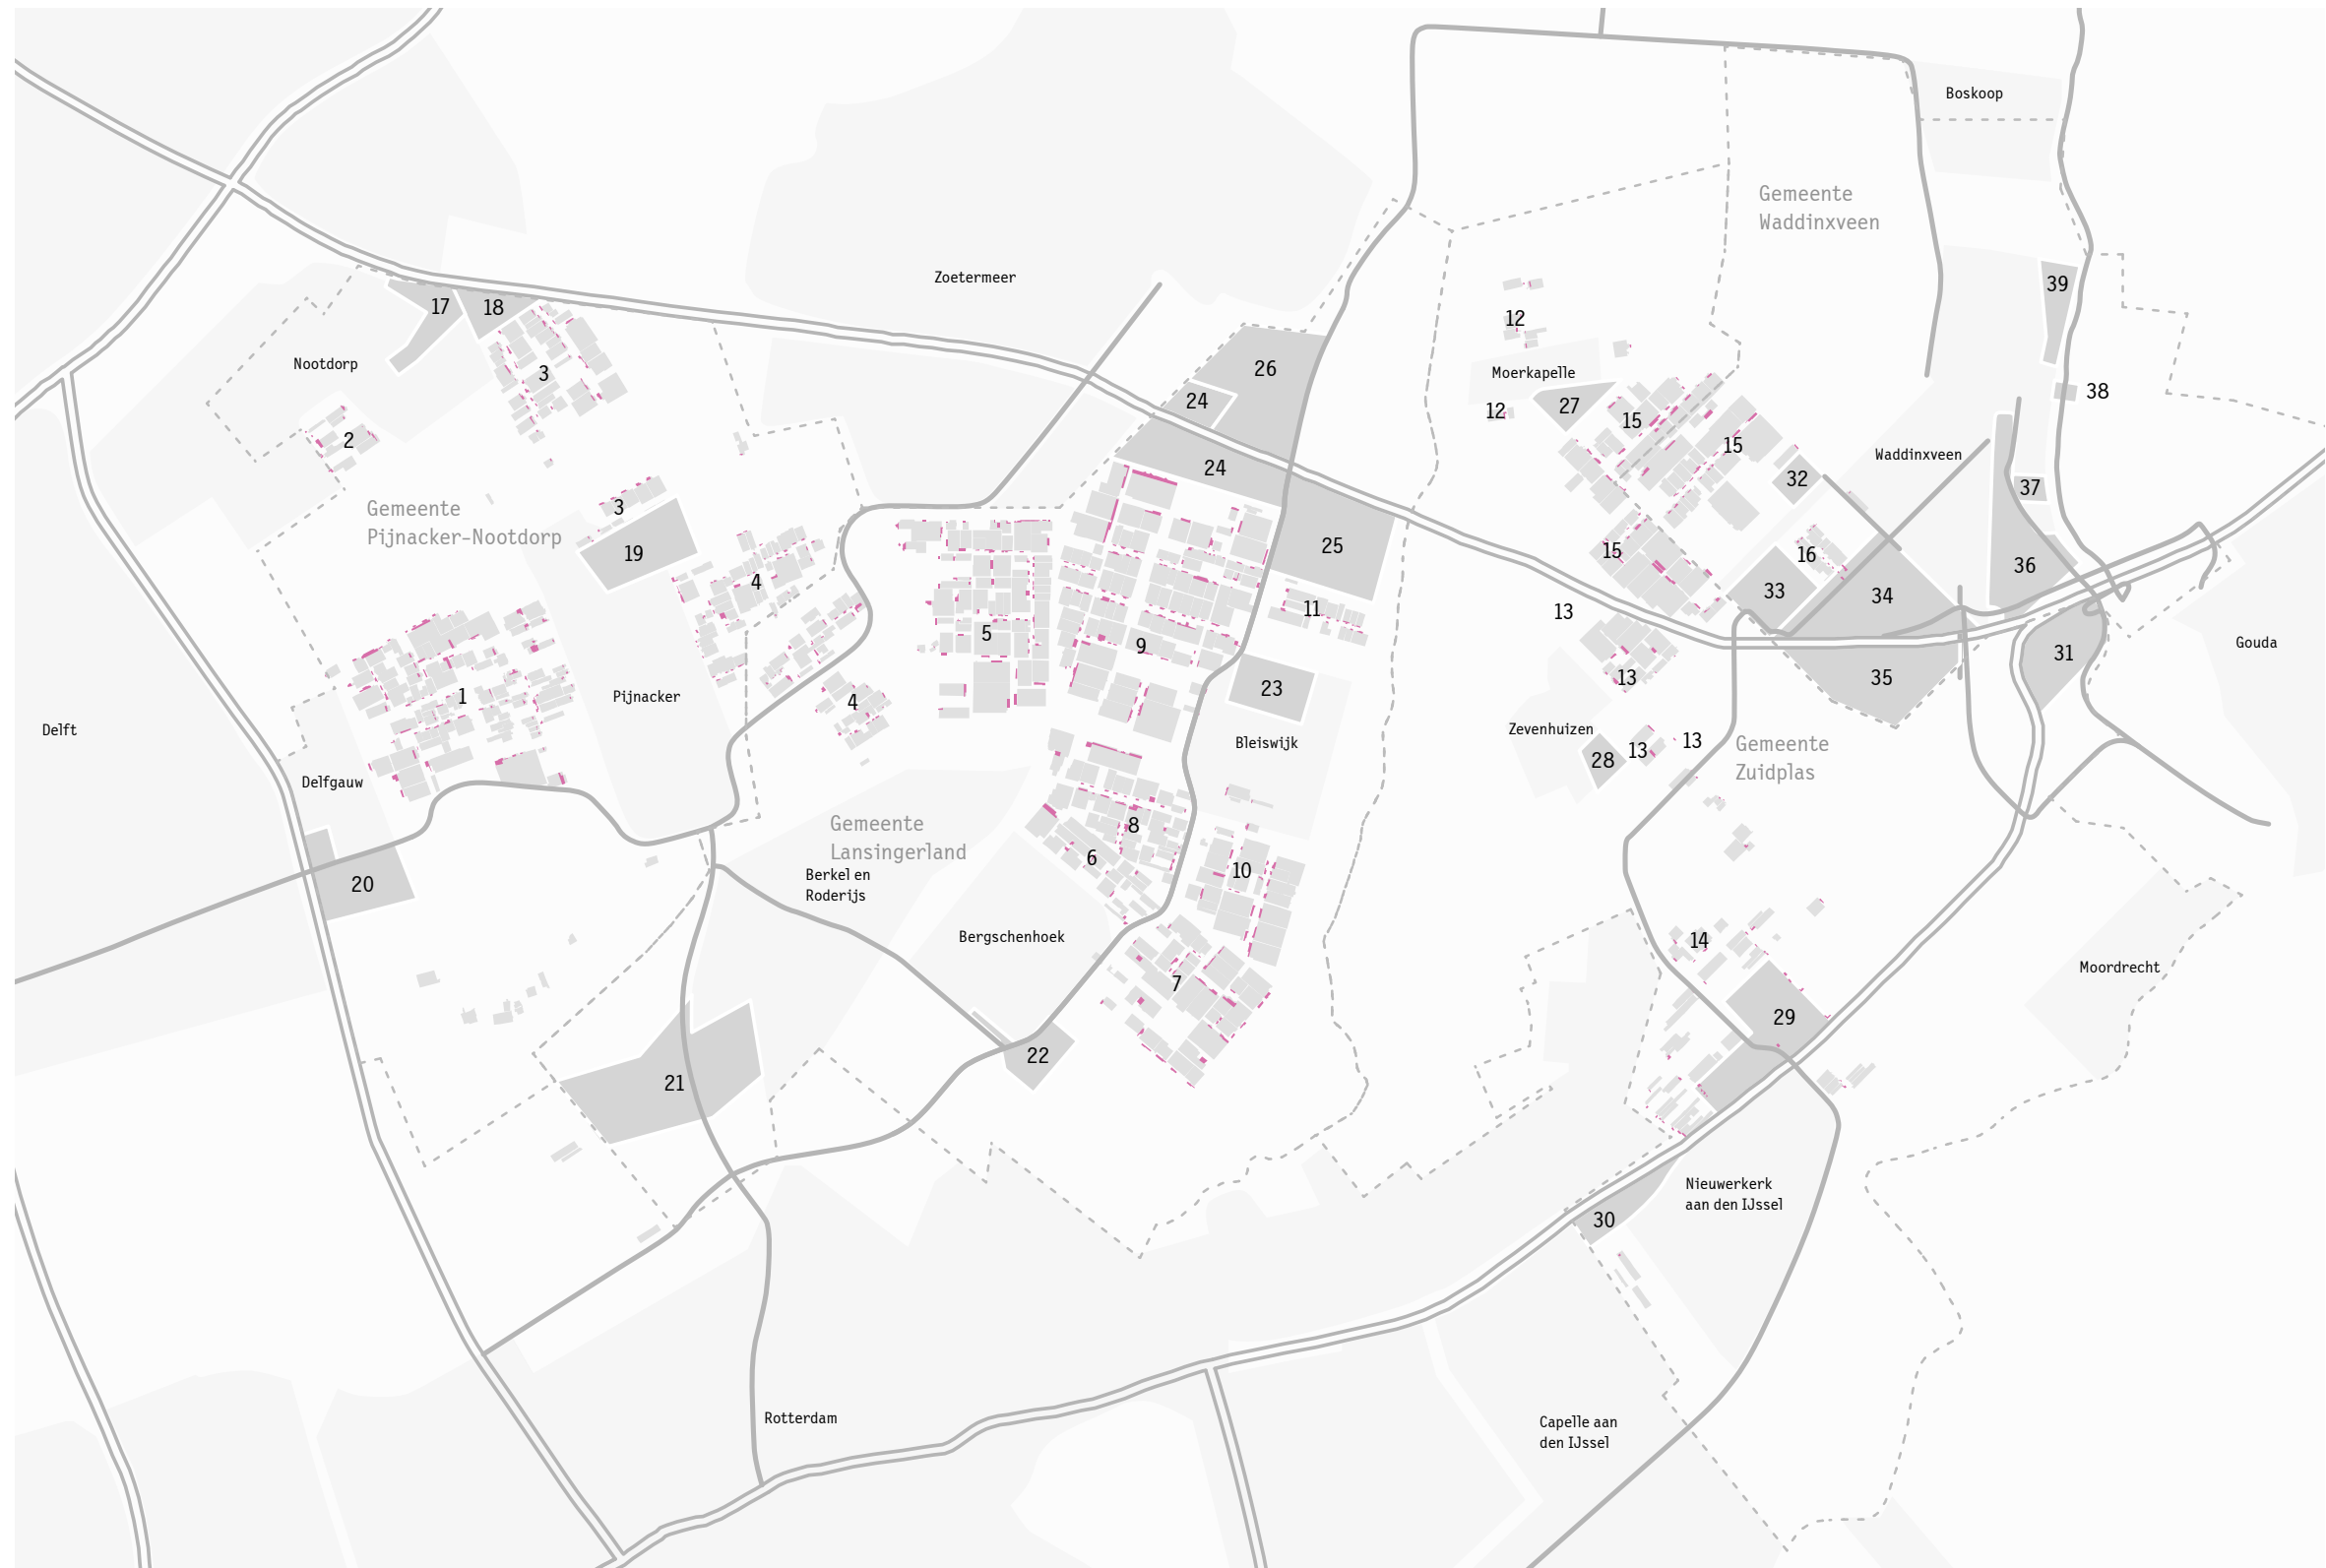 Boskoop
Gemeente
Waddinxveen
Zoetermeer
39
17
18
12
Nootdorp
3
26
Moerkapelle
38
24
12
27
15
2
15
Waddinxveen
24
32
37
3
Gemeente
Pijnacker-Nootdorp
19
25
15
16
36
4
33
34
11
13
5
9
Gouda
31
13
35
23
1
Pijnacker
4
Delft
Zevenhuizen
Bleiswijk
13
13
28
Gemeente
Zuidplas
Delfgauw
Gemeente
Lansingerland
8
6
10
Berkel en
Roderijs
20
Bergschenhoek
14
Moordrecht
7
29
22
21
Nieuwerkerk
aan den IJssel
30
Rotterdam
Capelle aan
den IJssel